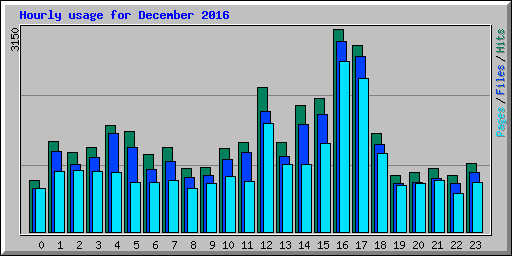 Hourly usage for December 2016
3150
Pages / Files / Hits
0 1 2 3 4 5 6 7 8 9 10 11 12 13 14 15 16 17 18 19 20 21 22 23